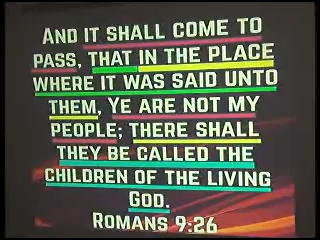 AND IT SHALL COME TO
PASS, THAT IN THE PLACE
WHERE IT WAS SAID UNTO
THEM, YE ARE NOT MY
PEOPLE; THERE SHALL
THEY BE CALLED THE
CHILDREN OF THE LIVING
GOD.
ROMANS 9:26